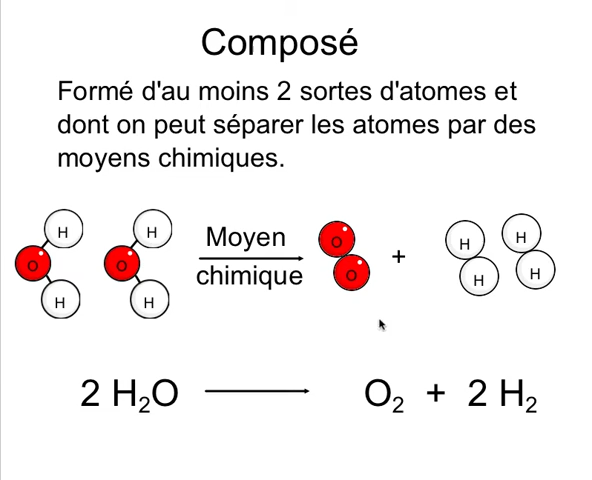 Composé
Formé d'au moins 2 sortes d'atomes et
dont on peut séparer les atomes par des
moyens chimiques.
H H Moyen O H H
O O chimique O + H H
H H
2 H₂O O₂ + 2 H₂